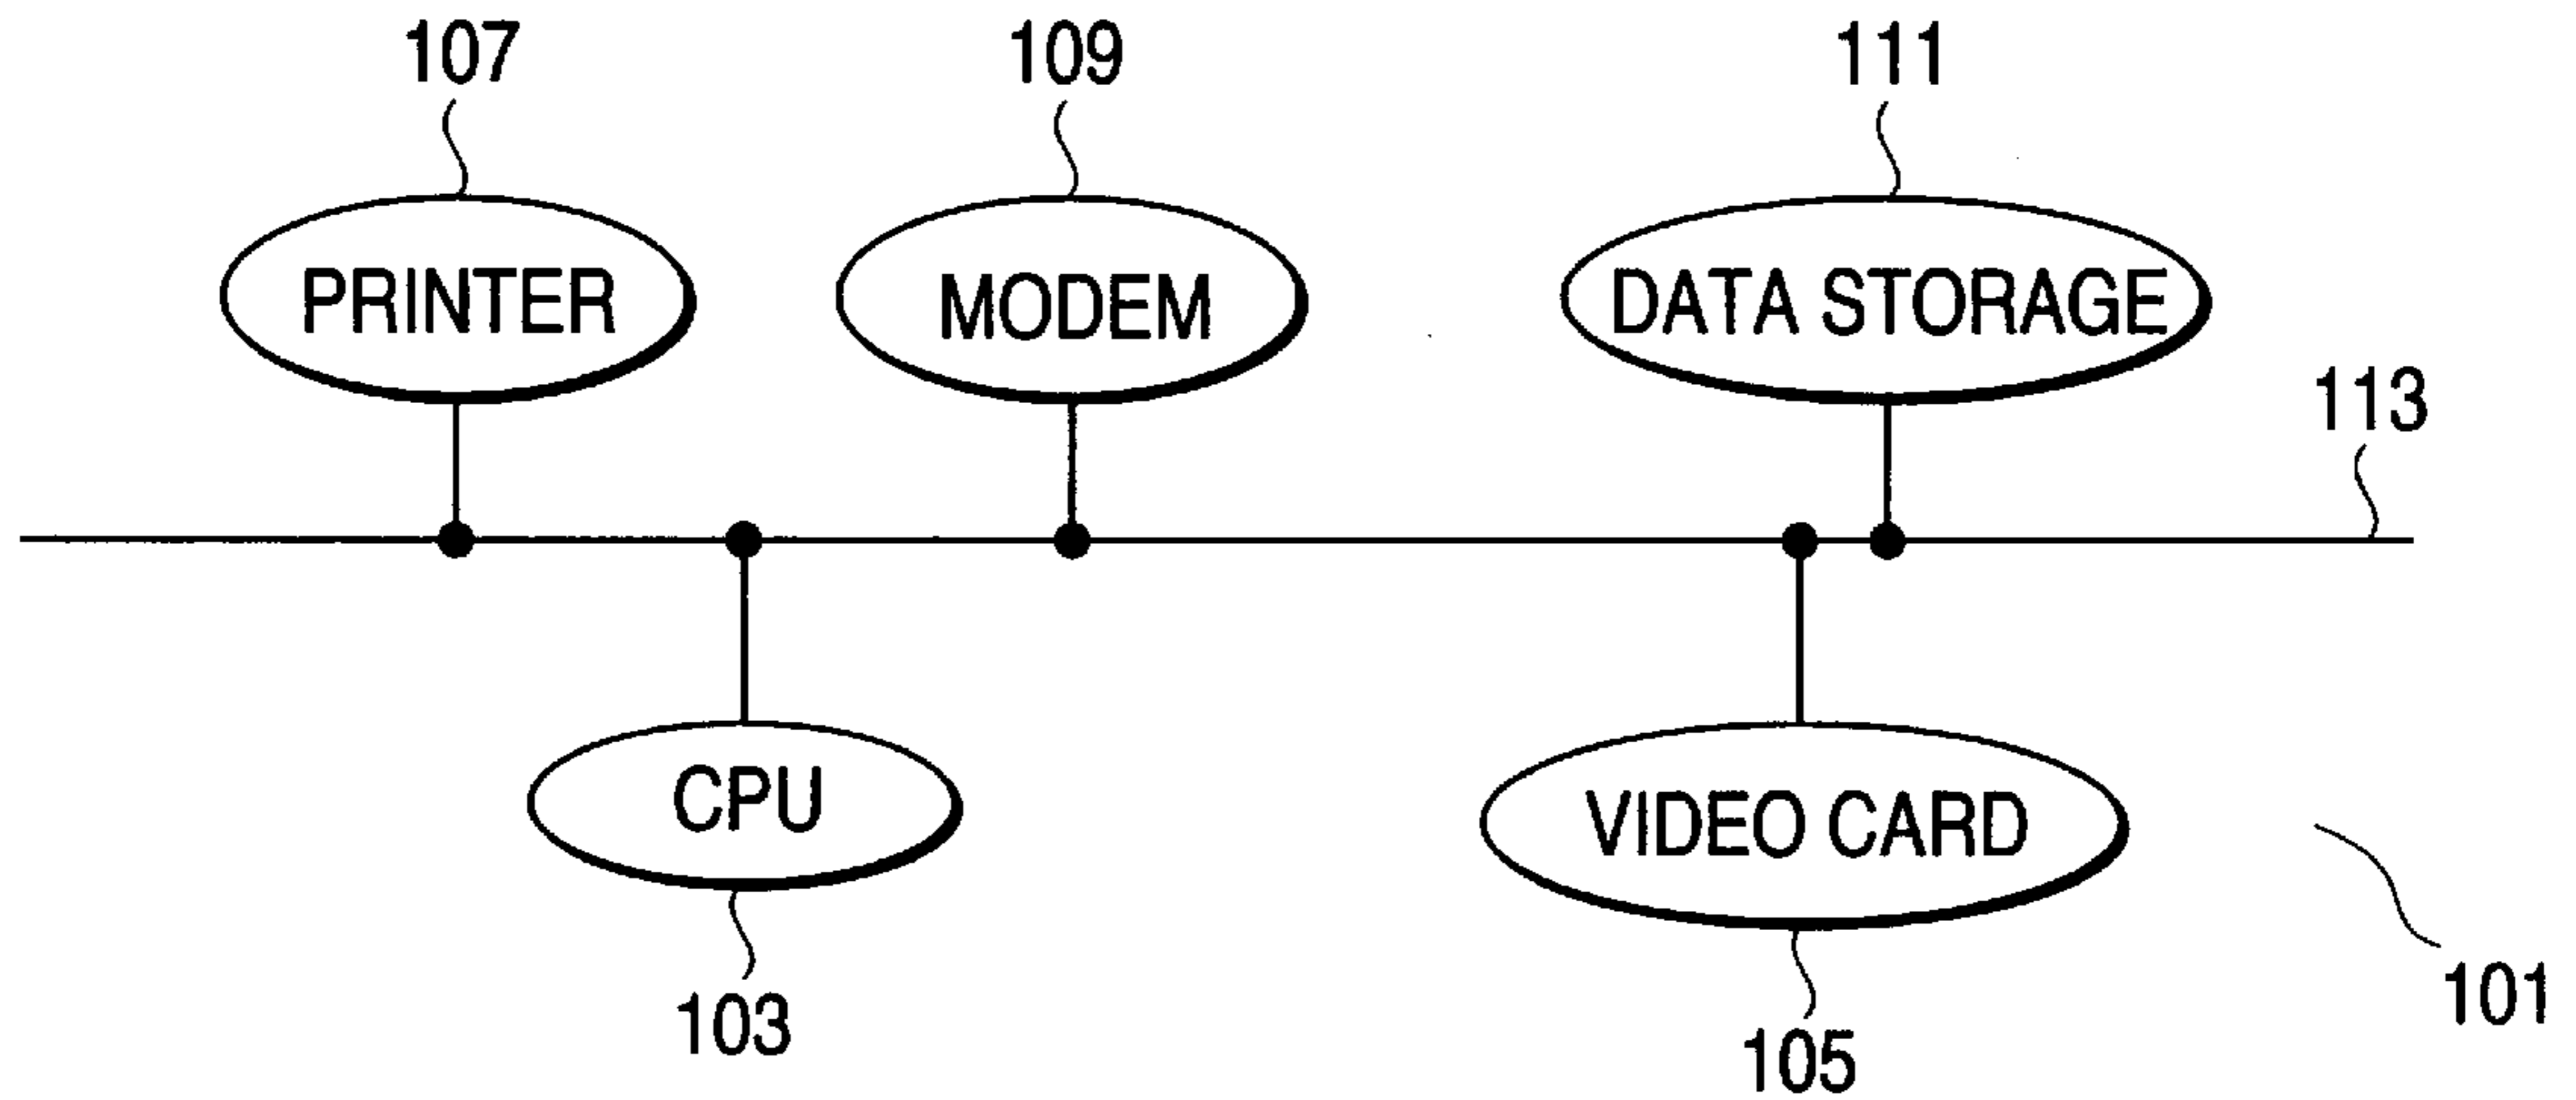 107
109
111
PRINTER
MODEM
DATA STORAGE
113
CPU
VIDEO CARD
101
103
105